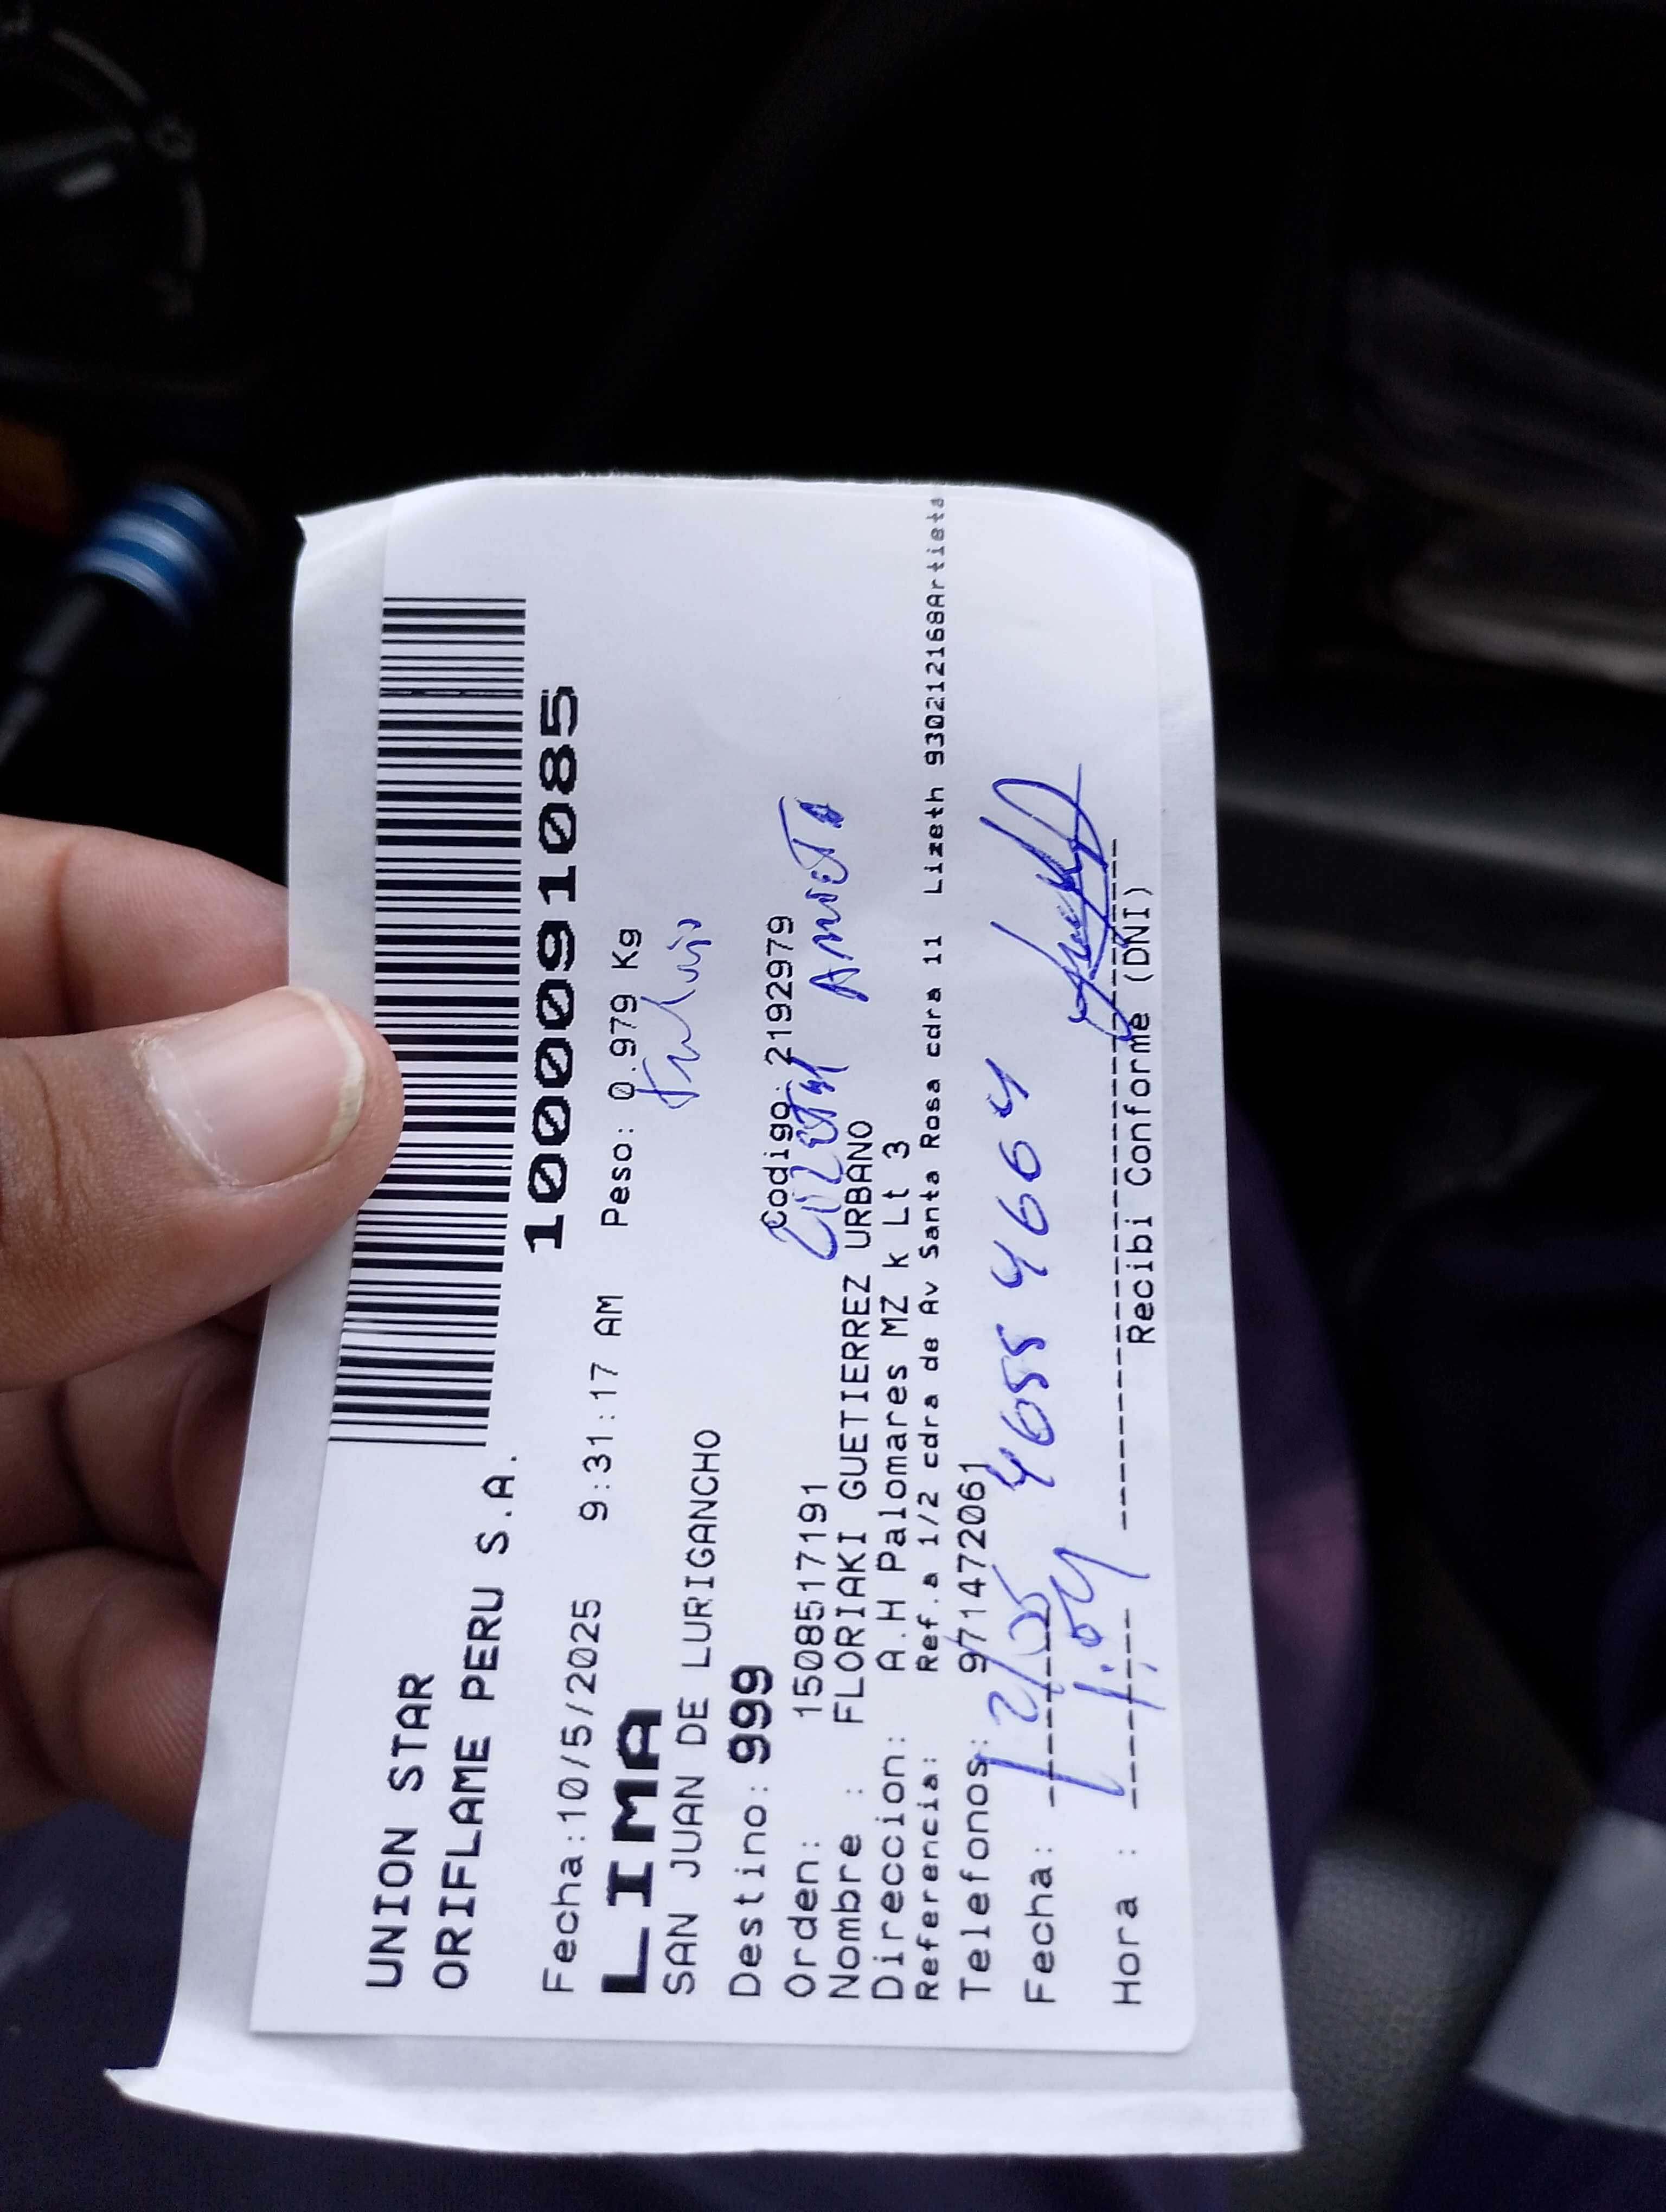 UNION STAR
ORIFLAME PERU S.A.
1000091085
Fecha:10/5/2025 9:31:17 AM Peso: 0.979 Kg
LIMA
SAN JUAN DE LURIGANCHO
Destino: 999
Codigo: 2192979
Orden: 1508517191
Nombre : FLORIAKI GUETIERREZ URBANO
Direccion: A.H Palomares MZ k Lt 3
Referencia: Ref.a 1/2 cdra de Av Santa Rosa cdra 11 Lizeth 930212168Artieta
Telefonos: 971472061
46554664
Fecha:
Hora : 1:54
Recibi Conforme (DNI)